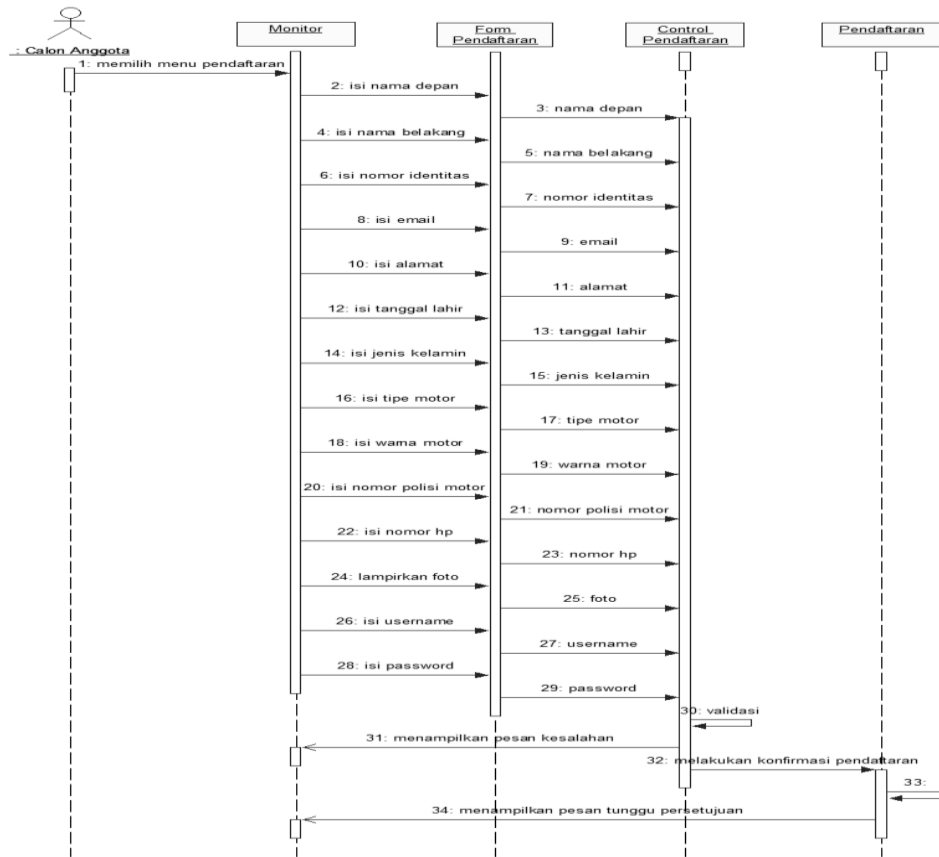 : Calon Anggota
Monitor
Form
Pendaftaran
Control
Pendaftaran
Pendaftaran
1: memilih menu pendaftaran
2: isi nama depan
3: nama depan
4: isi nama belakang
5: nama belakang
6: isi nomor identitas
7: nomor identitas
8: isi email
9: email
10: isi alamat
11: alamat
12: isi tanggal lahir
13: tanggal lahir
14: isi jenis kelamin
15: jenis kelamin
16: isi tipe motor
17: tipe motor
18: isi warna motor
19: warna motor
20: isi nomor polisi motor
21: nomor polisi motor
22: isi nomor hp
23: nomor hp
24: lampirkan foto
25: foto
26: isi username
27: username
28: isi password
29: password
30: validasi
31: menampilkan pesan kesalahan
32: melakukan konfirmasi pendaftaran
33:
34: menampilkan pesan tunggu persetujuan